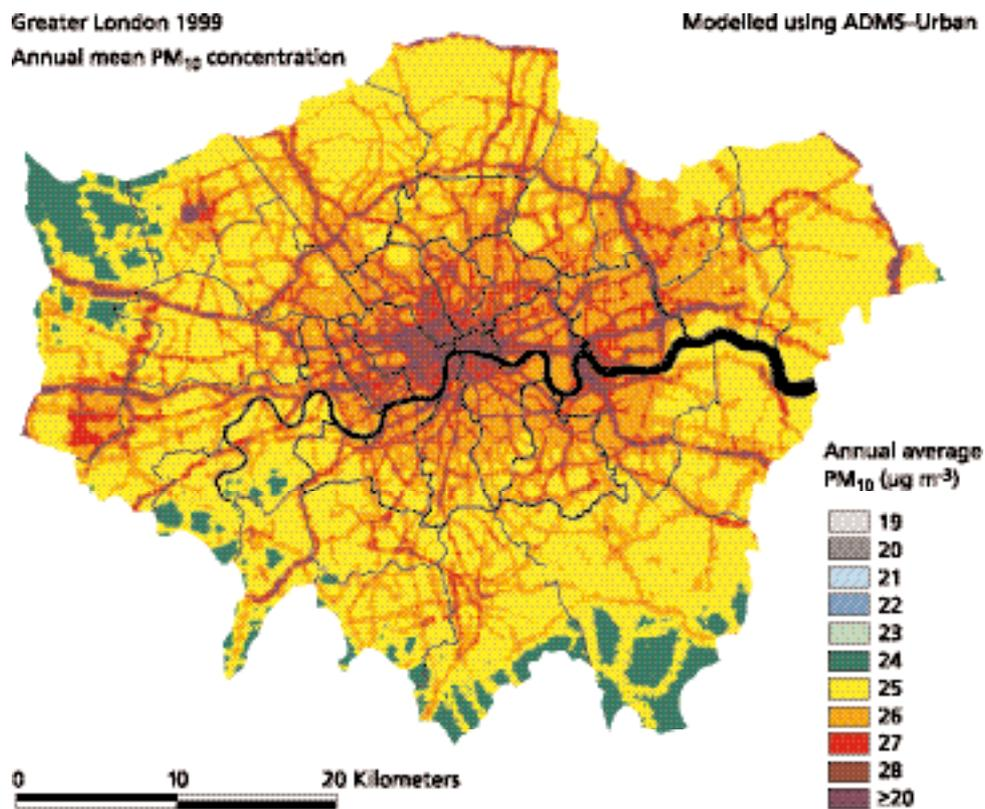 Greater London 1999
Annual mean PM₁₀ concentration
Modelled using ADMS–Urban
Annual average
PM₁₀ (µg m⁻³)
19
20
21
22
23
24
25
26
27
28
≥20
0 10 20 Kilometers